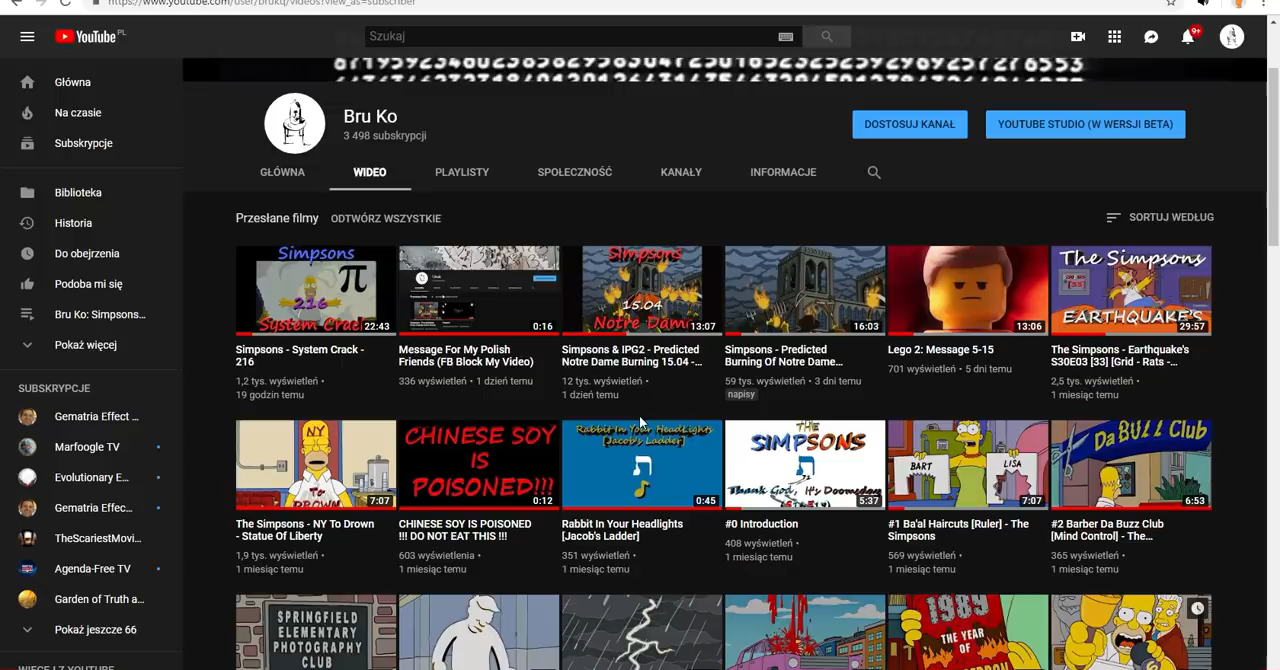 https://www.youtube.com/user/brukq/videos?view_as=subscriber
YouTube PL
Szukaj
9+
Główna
Na czasie
Subskrypcje
Biblioteka
Historia
Do obejrzenia
Podoba mi się
Bru Ko: Simpsons...
Pokaż więcej
SUBSKRYPCJE
Gematria Effect ...
Marfoogle TV
Evolutionary E...
Gematria Effec...
TheScariestMovi...
Agenda-Free TV
Garden of Truth a...
Pokaż jeszcze 66
WIĘCEJ Z YOUTUBE
Bru Ko
3 498 subskrypcji
DOSTOSUJ KANAŁ
YOUTUBE STUDIO (W WERSJI BETA)
GŁÓWNA
WIDEO
PLAYLISTY
SPOŁECZNOŚĆ
KANAŁY
INFORMACJE
Przesłane filmy
ODTWÓRZ WSZYSTKIE
SORTUJ WEDŁUG
Simpsons
π
216
System Crack
22:43
Simpsons - System Crack -
216
1,2 tys. wyświetleń •
19 godzin temu
0:16
Message For My Polish
Friends (FB Block My Video)
336 wyświetleń • 1 dzień temu
Simpsons
15.04
Notre Dame
13:07
Simpsons & IPG2 - Predicted
Notre Dame Burning 15.04 -...
12 tys. wyświetleń •
1 dzień temu
16:03
Simpsons - Predicted
Burning Of Notre Dame...
59 tys. wyświetleń • 3 dni temu
napisy
13:06
Lego 2: Message 5-15
701 wyświetleń • 5 dni temu
The Simpsons
EARTHQUAKE'S
29:57
The Simpsons - Earthquake's
S30E03 [33] [Grid - Rats -...
2,5 tys. wyświetleń •
1 miesiąc temu
NY
To
DROWN
7:07
The Simpsons - NY To Drown
- Statue Of Liberty
1,9 tys. wyświetleń •
1 miesiąc temu
CHINESE SOY
IS
POISONED!!!
0:12
CHINESE SOY IS POISONED
!!! DO NOT EAT THIS !!!
603 wyświetlenia •
1 miesiąc temu
Rabbit In Your HeadLights
[Jacob's Ladder]
0:45
Rabbit In Your Headlights
[Jacob's Ladder]
351 wyświetleń •
1 miesiąc temu
THE
SIMPSONS
Thank God, It's Doomsday
5:37
#0 Introduction
408 wyświetleń •
1 miesiąc temu
BART
LISA
7:07
#1 Ba'al Haircuts [Ruler] - The
Simpsons
569 wyświetleń •
1 miesiąc temu
Da BUZZ Club
6:53
#2 Barber Da Buzz Club
[Mind Control] - The...
365 wyświetleń •
1 miesiąc temu
SPRINGFIELD
ELEMENTARY
PHOTOGRAPHY
CLUB
1989
THE YEAR
OF